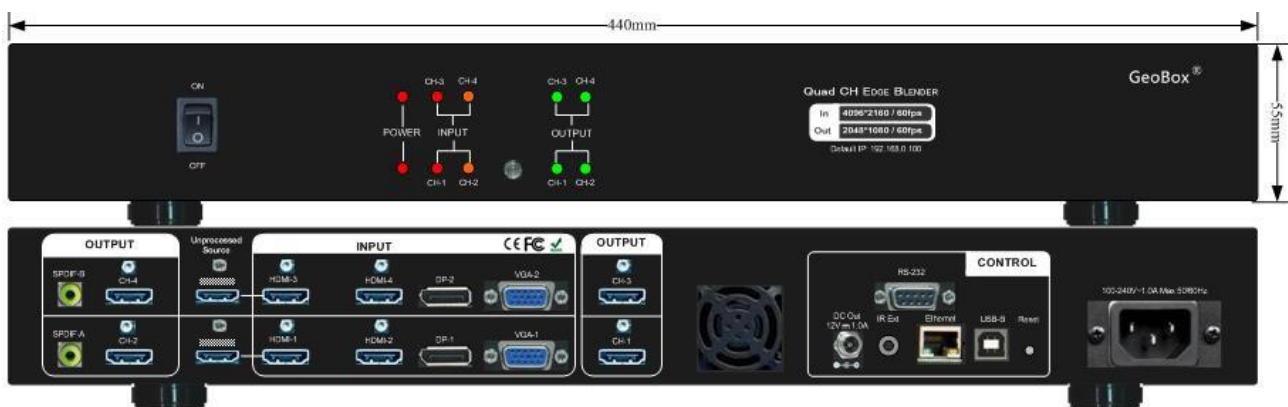 440mm
55mm
GeoBox®
ON
OFF
POWER
CH-3 CH-4
INPUT
CH-1 CH-2
CH-3 CH-4
OUTPUT
CH-1 CH-2
Quad CH Edge Blender
In 4096*2160 / 60fps
Out 2048*1080 / 60fps
Default IP: 192.168.0.100
OUTPUT
SPDIF-B
CH-4
SPDIF-A
CH-2
Unprocessed
Source
INPUT
CE FC
HDMI-3
HDMI-4
DP-2
VGA-2
HDMI-1
HDMI-2
DP-1
VGA-1
OUTPUT
CH-3
CH-1
CONTROL
RS-232
DC Out
12V 1.0A
IR Ext
Ethernet
USB-B
Reset
100-240V/~1.0A Max. 50/60Hz